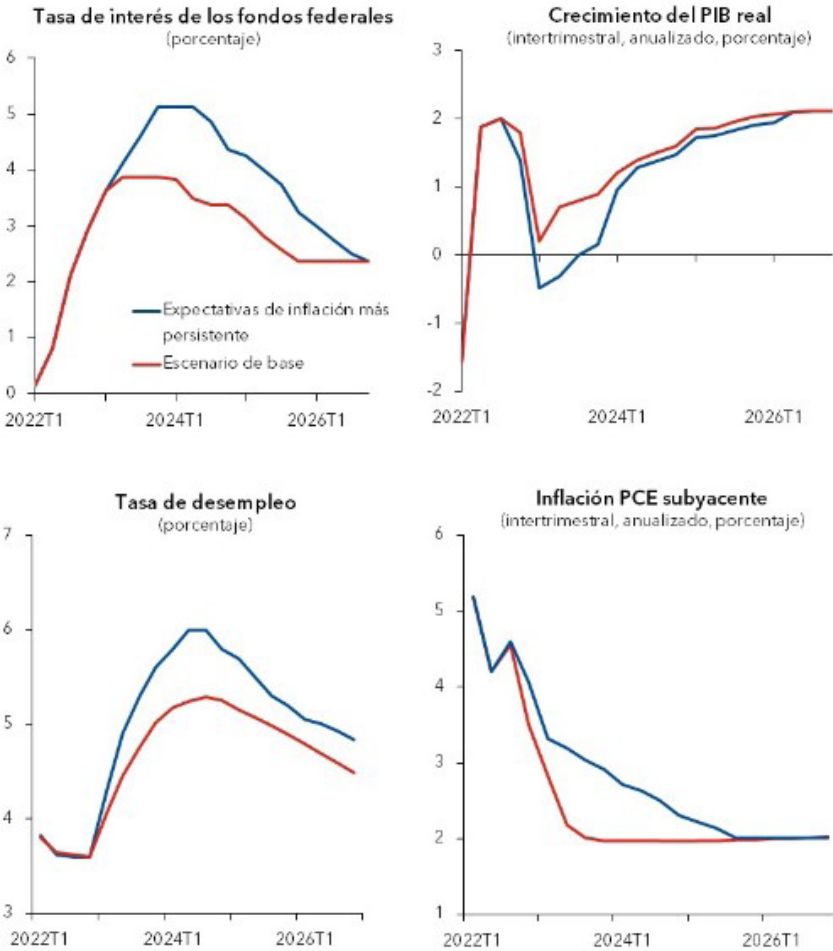 Tasa de interés de los fondos federales
(porcentaje)
6
5
4
3
2
1
0
2022T1
2024T1
2026T1
Expectativas de inflación más
persistente
Escenario de base
Crecimiento del PIB real
(intertrimestral, anualizado, porcentaje)
3
2
1
0
-1
-2
2022T1
2024T1
2026T1
Tasa de desempleo
(porcentaje)
7
6
5
4
3
2022T1
2024T1
2026T1
Inflación PCE subyacente
(intertrimestral, anualizado, porcentaje)
6
5
4
3
2
1
2022T1
2024T1
2026T1